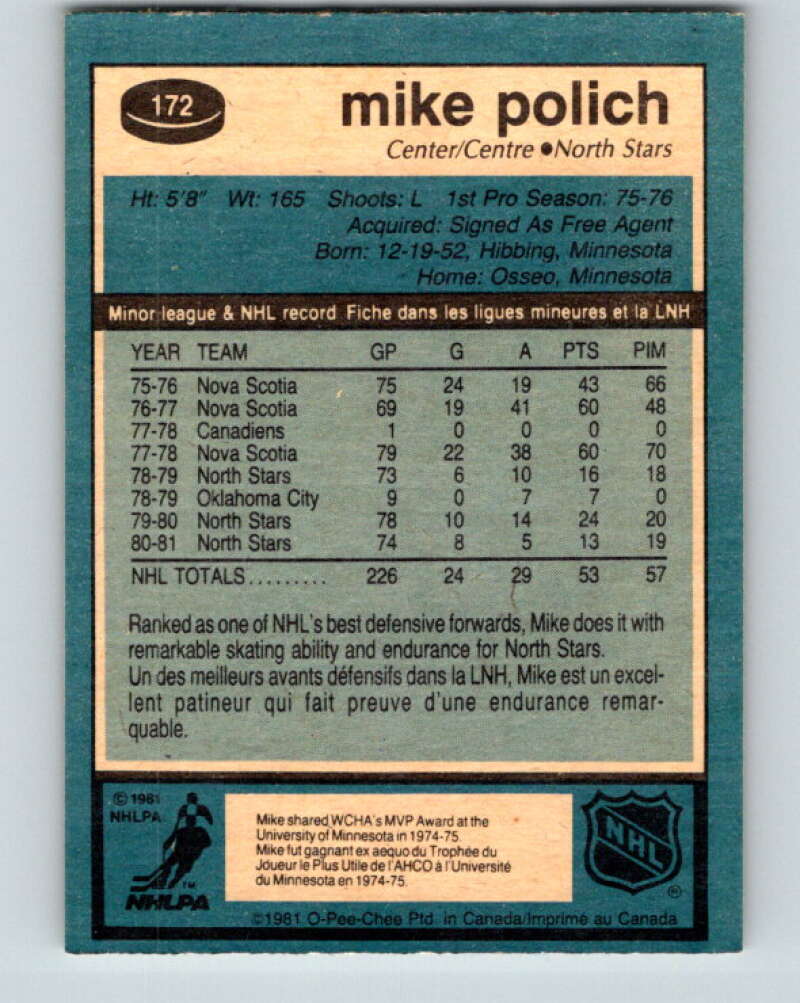 172
mike polich
Center/Centre ●North Stars
Ht: 5'8" Wt: 165 Shoots: L 1st Pro Season: 75-76
Acquired: Signed As Free Agent
Born: 12-19-52, Hibbing, Minnesota
Home: Osseo, Minnesota
Minor league & NHL record Fiche dans les ligues mineures et la LNH
YEAR TEAM GP G A PTS PIM
75-76 Nova Scotia 75 24 19 43 66
76-77 Nova Scotia 69 19 41 60 48
77-78 Canadiens 1 0 0 0 0
77-78 Nova Scotia 79 22 38 60 70
78-79 North Stars 73 6 10 16 18
78-79 Oklahoma City 9 0 7 7 0
79-80 North Stars 78 10 14 24 20
80-81 North Stars 74 8 5 13 19
NHL TOTALS......... 226 24 29 53 57
Ranked as one of NHL's best defensive forwards, Mike does it with
remarkable skating ability and endurance for North Stars.
Un des meilleurs avants défensifs dans la LNH, Mike est un excel-
lent patineur qui fait preuve d'une endurance remar-
quable.
© 1981
NHLPA
TM
NHLPA
Mike shared WCHA's MVP Award at the
University of Minnesota in 1974-75.
Mike fut gagnant ex aequo du Trophée du
Joueur le Plus Utile de l'AHCO à l'Université
du Minnesota en 1974-75.
NHL
®
©1981 O-Pee-Chee Ptd. in Canada/Imprimé au Canada